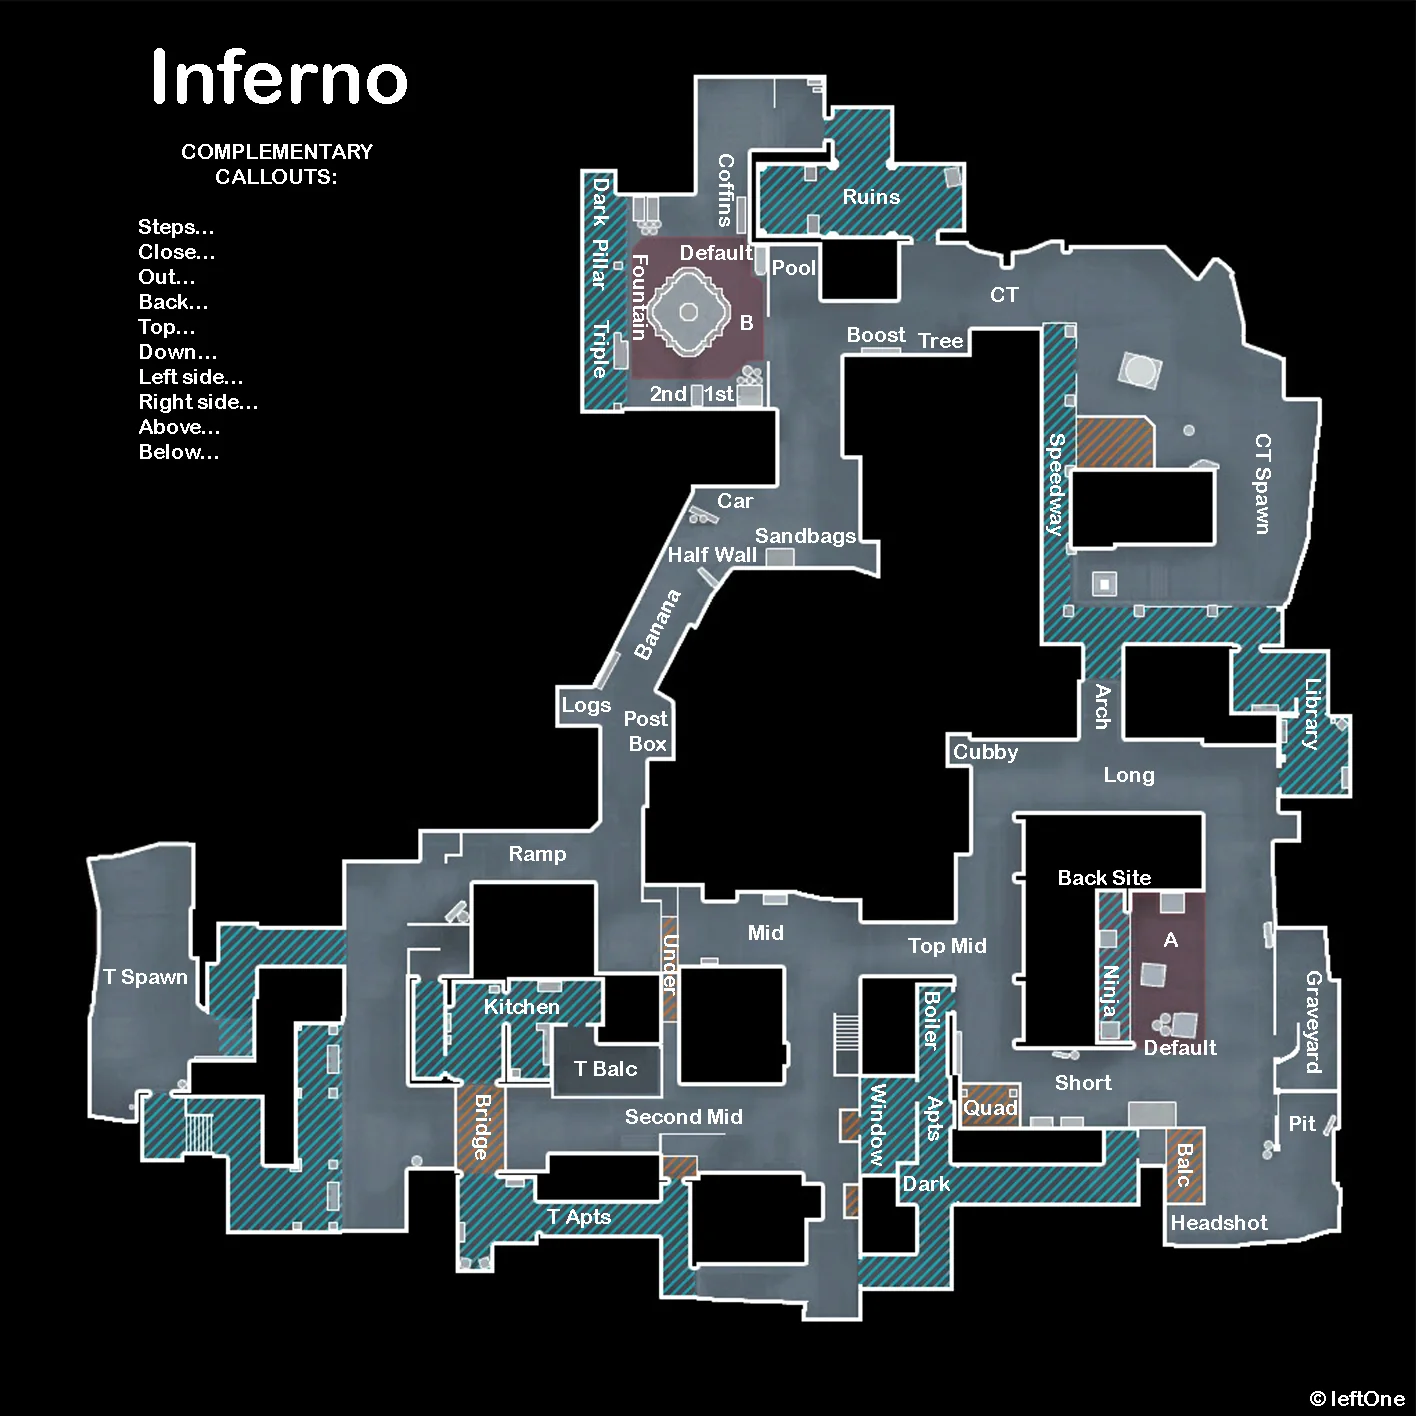 Inferno
COMPLEMENTARY
CALLOUTS:
Steps...
Close...
Out...
Back...
Top...
Down...
Left side...
Right side...
Above...
Below...
Coffins
Ruins
Dark
Pillar
Triple
Fountain
Default
Pool
B
2nd
1st
CT
Boost
Tree
Speedway
CT Spawn
Car
Sandbags
Half Wall
Banana
Logs
Post
Box
Arch
Library
Cubby
Long
Ramp
Back Site
Mid
Top Mid
A
Under
T Spawn
Kitchen
Ninja
Boiler
Graveyard
Default
T Balc
Short
Second Mid
Bridge
Window
Apts
Quad
Pit
Balc
Dark
T Apts
Headshot
© leftOne